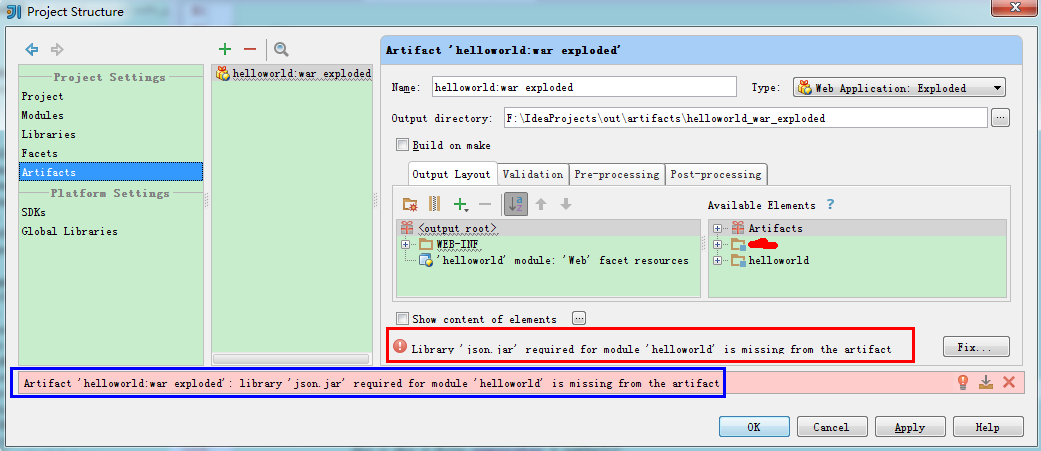 Project Structure
Project Settings
Project
Modules
Libraries
Facets
Artifacts
Platform Settings
SDKs
Global Libraries
helloworld:war exploded
Artifact 'helloworld:war exploded'
Name: helloworld:war exploded Type: Web Application: Exploded
Output directory: F:\IdeaProjects\out\artifacts\helloworld_war_exploded ...
Build on make
Output Layout Validation Pre-processing Post-processing
a z Available Elements ?
<output root>
WEB-INF
'helloworld' module: 'Web' facet resources
Artifacts
helloworld
Show content of elements ...
Library 'json.jar' required for module 'helloworld' is missing from the artifact Fix...
Artifact 'helloworld:war exploded': library 'json.jar' required for module 'helloworld' is missing from the artifact
OK Cancel Apply Help